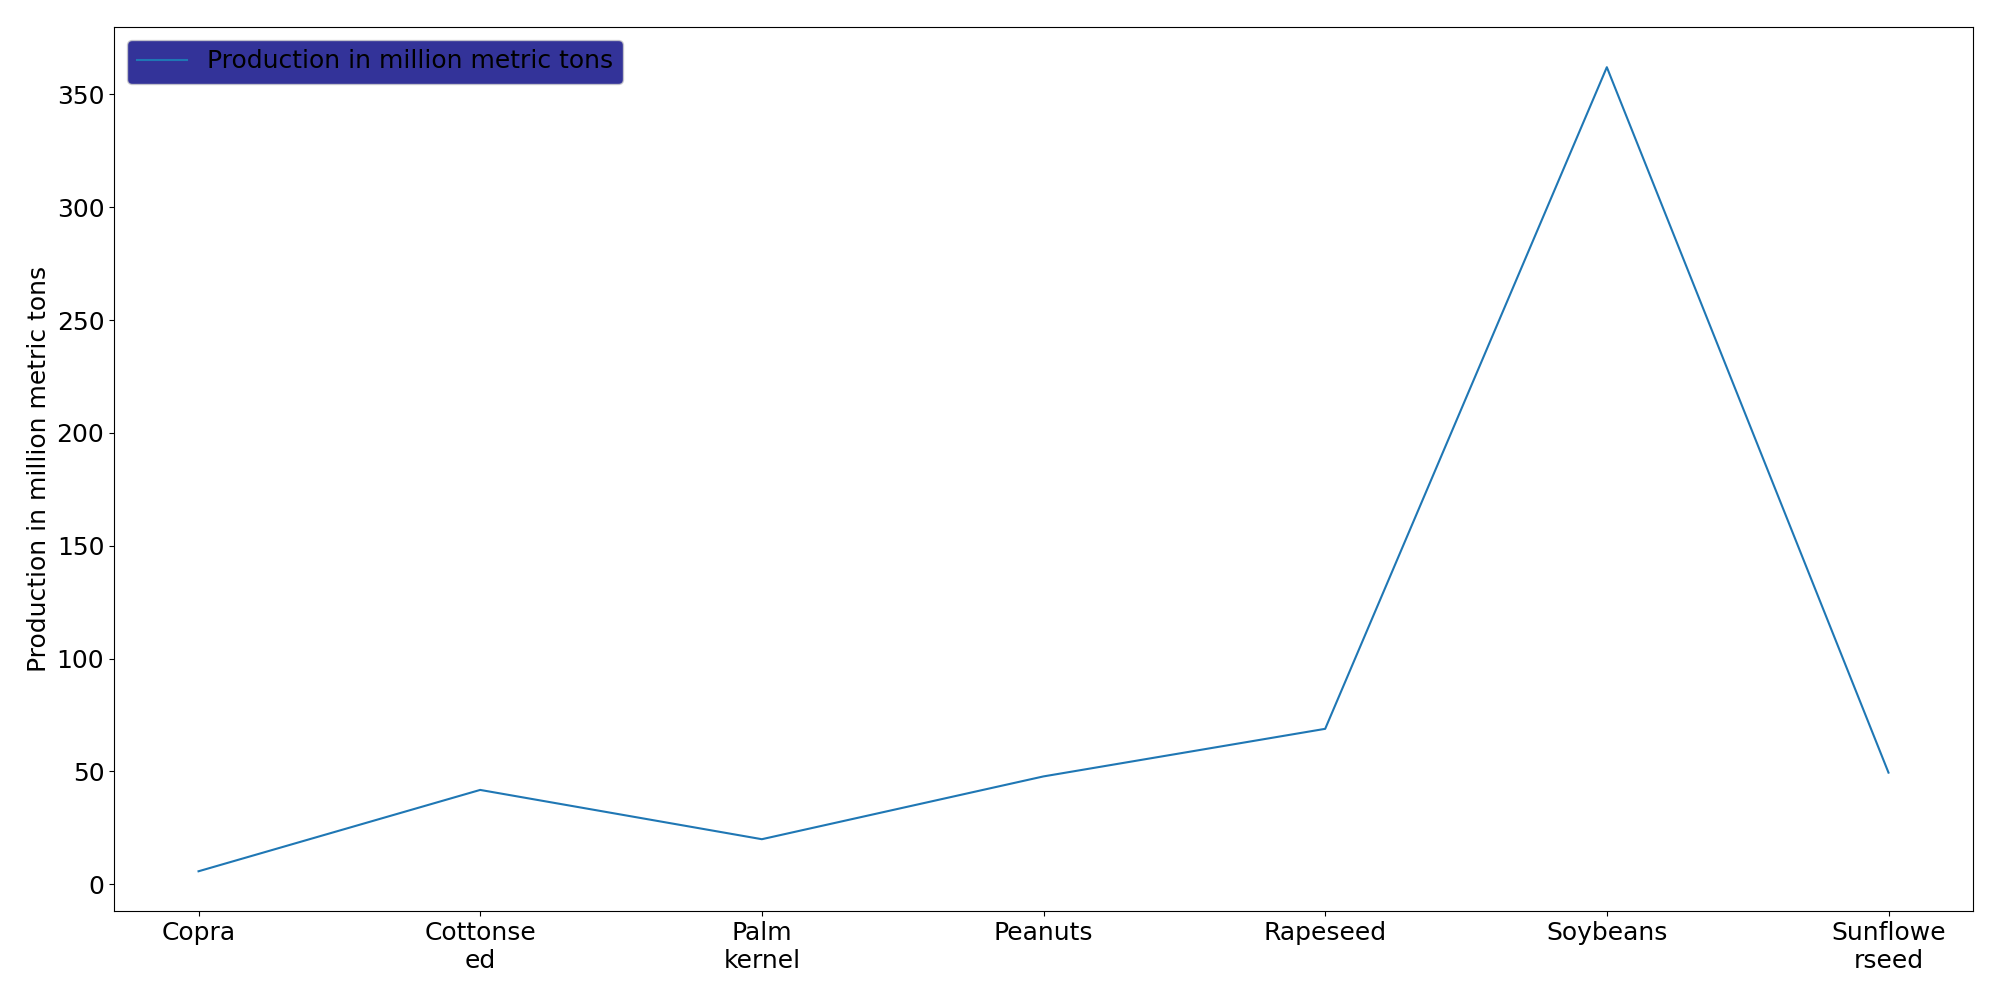 Production in million metric tons
Production in million metric tons
350
300
250
200
150
100
50
0
Copra
Cottonse
ed
Palm
kernel
Peanuts
Rapeseed
Soybeans
Sunflowe
rseed